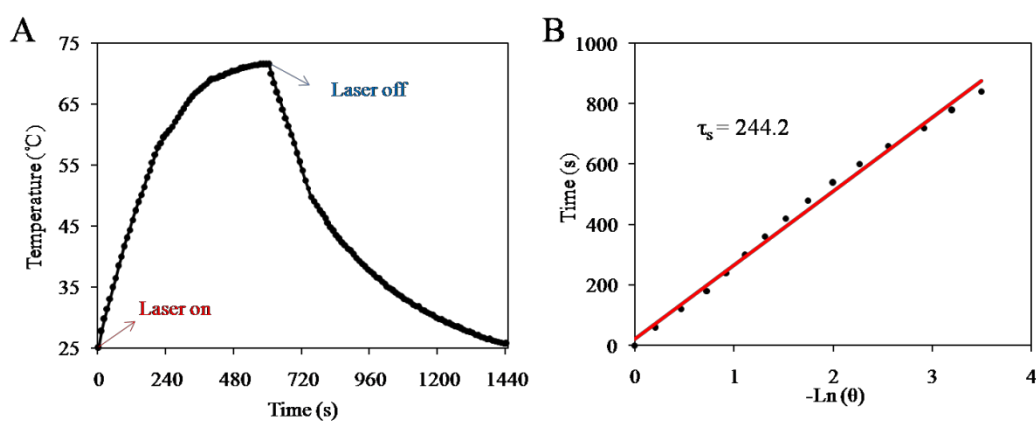 A
Temperature (℃)
75
65
55
45
35
25
Laser off
Laser on
0 240 480 720 960 1200 1440
Time (s)
B
Time (s)
1000
800
600
400
200
0
τs = 244.2
0 1 2 3 4
-Ln (θ)